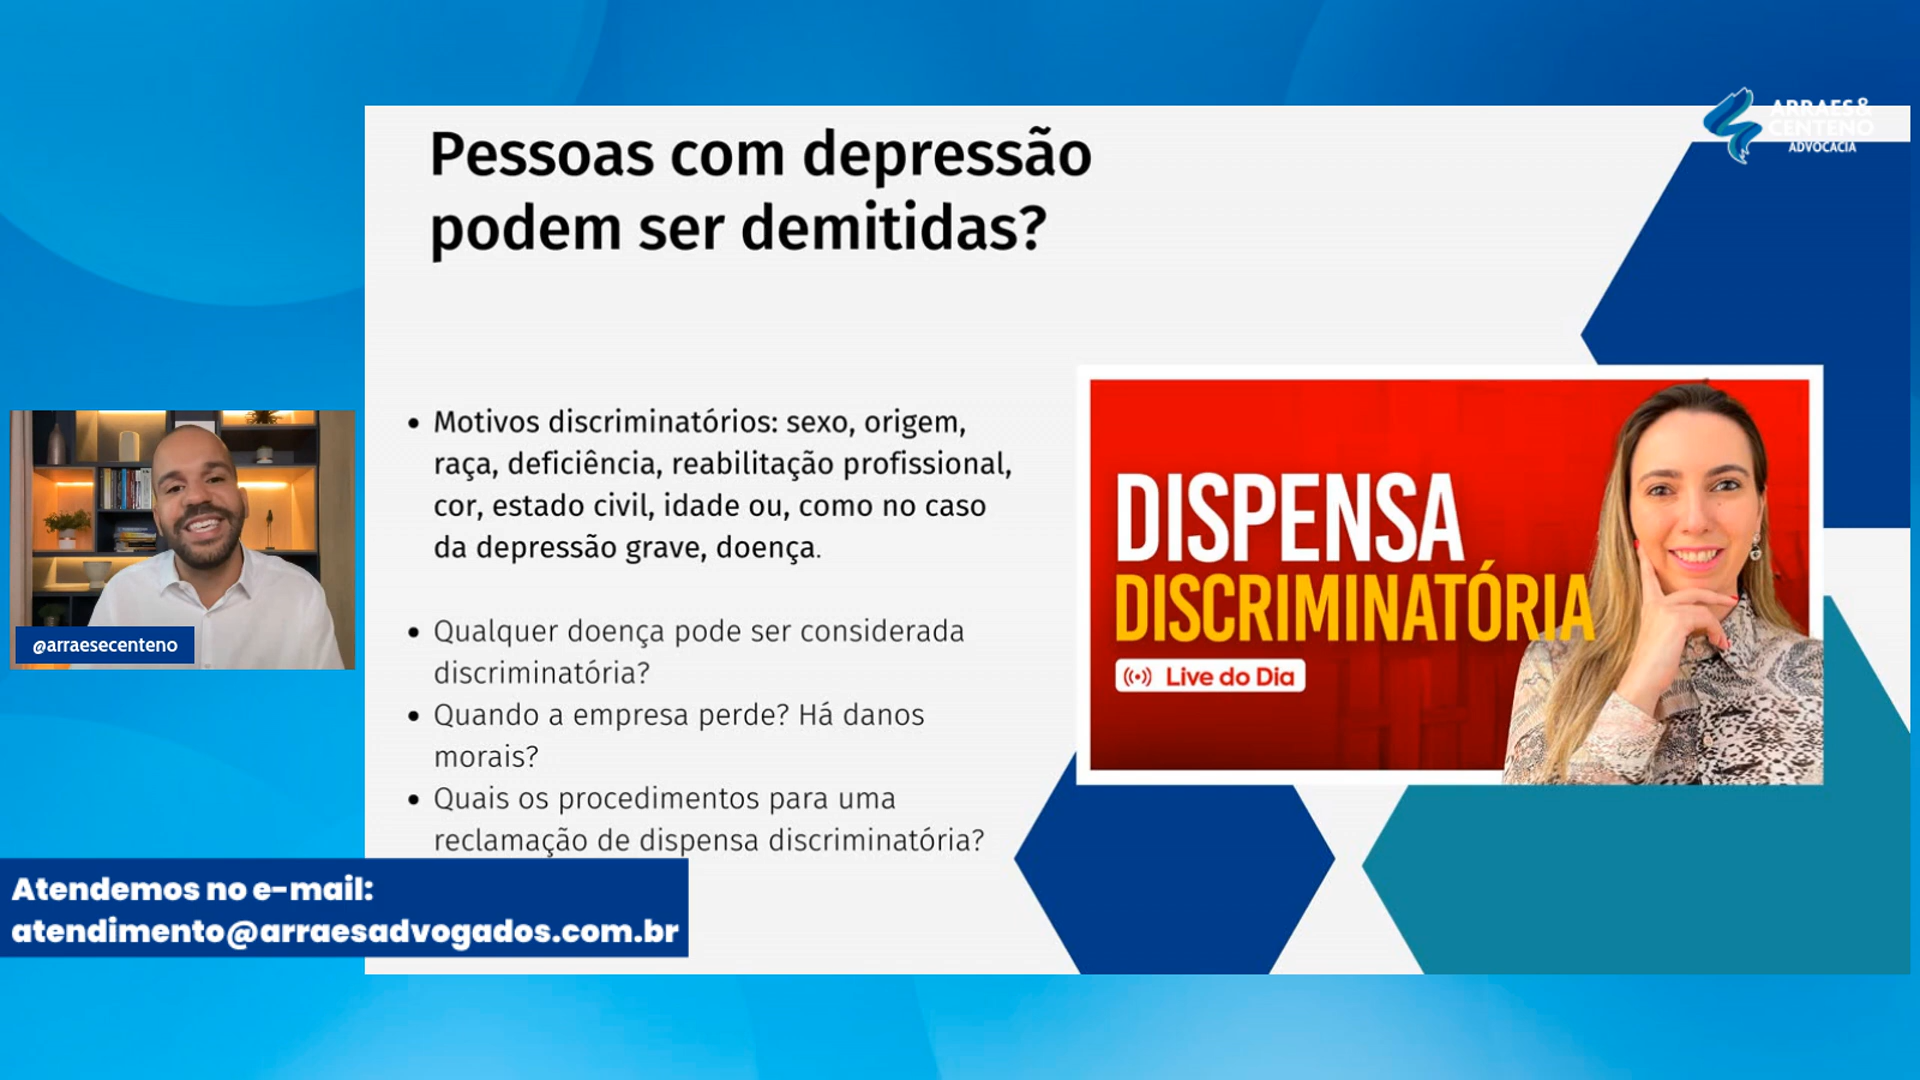 ARRAES&
CENTENO
ADVOCACIA
Pessoas com depressão
podem ser demitidas?
• Motivos discriminatórios: sexo, origem,
raça, deficiência, reabilitação profissional,
cor, estado civil, idade ou, como no caso
da depressão grave, doença.
• Qualquer doença pode ser considerada
discriminatória?
• Quando a empresa perde? Há danos
morais?
• Quais os procedimentos para uma
reclamação de dispensa discriminatória?
DISPENSA
DISCRIMINATÓRIA
Live do Dia
@arraesecenteno
Atendemos no e-mail:
atendimento@arraesadvogados.com.br